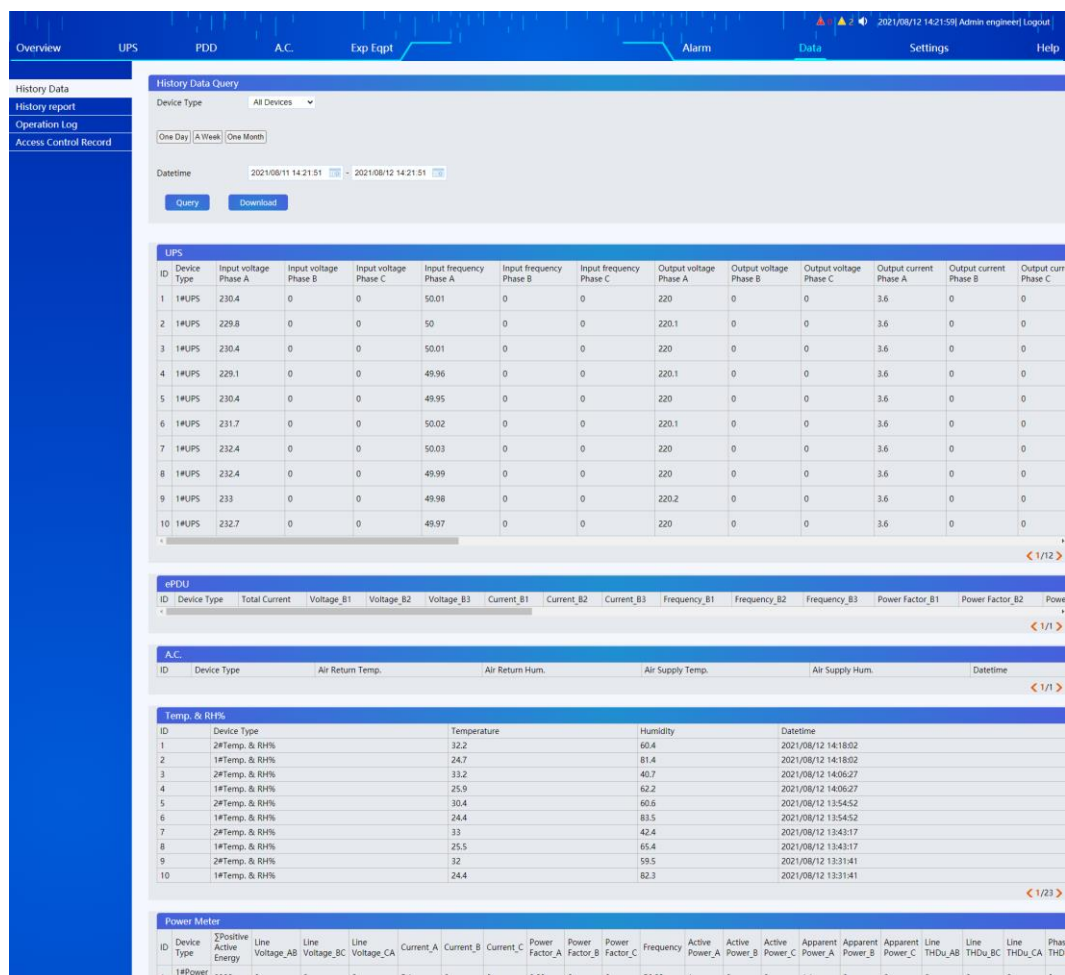 0 2 2021/08/12 14:21:59| Admin engineer| Logout
Overview UPS PDD A.C. Exp Eqpt Alarm Data Settings Help
History Data
History report
Operation Log
Access Control Record
History Data Query
Device Type All Devices
One Day A Week One Month
Datetime 2021/08/11 14:21:51 - 2021/08/12 14:21:51
Query Download
UPS
ID Device Type Input voltage Phase A Input voltage Phase B Input voltage Phase C Input frequency Phase A Input frequency Phase B Input frequency Phase C Output voltage Phase A Output voltage Phase B Output voltage Phase C Output current Phase A Output current Phase B Output curr Phase C
1 1#UPS 230.4 0 0 50.01 0 0 220 0 0 3.6 0 0
2 1#UPS 229.8 0 0 50 0 0 220.1 0 0 3.6 0 0
3 1#UPS 230.4 0 0 50.01 0 0 220 0 0 3.6 0 0
4 1#UPS 229.1 0 0 49.96 0 0 220.1 0 0 3.6 0 0
5 1#UPS 230.4 0 0 49.95 0 0 220 0 0 3.6 0 0
6 1#UPS 231.7 0 0 50.02 0 0 220.1 0 0 3.6 0 0
7 1#UPS 232.4 0 0 50.03 0 0 220 0 0 3.6 0 0
8 1#UPS 232.4 0 0 49.99 0 0 220 0 0 3.6 0 0
9 1#UPS 233 0 0 49.98 0 0 220.2 0 0 3.6 0 0
10 1#UPS 232.7 0 0 49.97 0 0 220 0 0 3.6 0 0
1/12
ePDU
ID Device Type Total Current Voltage_B1 Voltage_B2 Voltage_B3 Current_B1 Current_B2 Current_B3 Frequency_B1 Frequency_B2 Frequency_B3 Power Factor_B1 Power Factor_B2 Powe
1/1
A.C.
ID Device Type Air Return Temp. Air Return Hum. Air Supply Temp. Air Supply Hum. Datetime
1/1
Temp. & RH%
ID Device Type Temperature Humidity Datetime
1 2#Temp. & RH% 32.2 60.4 2021/08/12 14:18:02
2 1#Temp. & RH% 24.7 81.4 2021/08/12 14:18:02
3 2#Temp. & RH% 33.2 40.7 2021/08/12 14:06:27
4 1#Temp. & RH% 25.9 62.2 2021/08/12 14:06:27
5 2#Temp. & RH% 30.4 60.6 2021/08/12 13:54:52
6 1#Temp. & RH% 24.4 83.5 2021/08/12 13:54:52
7 2#Temp. & RH% 33 42.4 2021/08/12 13:43:17
8 1#Temp. & RH% 25.5 65.4 2021/08/12 13:43:17
9 2#Temp. & RH% 32 59.5 2021/08/12 13:31:41
10 1#Temp. & RH% 24.4 82.3 2021/08/12 13:31:41
1/23
Power Meter
ID Device Type ∑Positive Active Energy Line Voltage_AB Line Voltage_BC Line Voltage_CA Current_A Current_B Current_C Power Factor_A Power Factor_B Power Factor_C Frequency Active Power_A Active Power_B Active Power_C Apparent Power_A Apparent Power_B Apparent Power_C Line THDu_AB Line THDu_BC Line THDu_CA Phas THD
1#Power